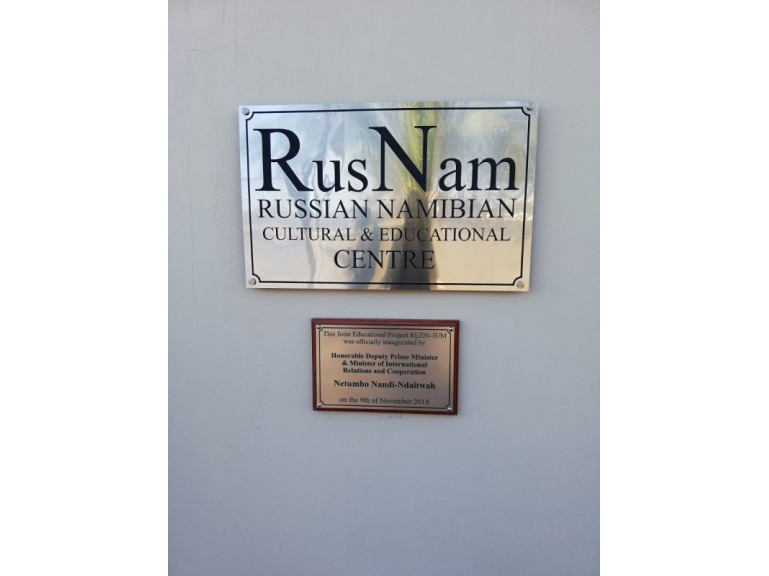 RusNam
RUSSIAN NAMIBIAN
CULTURAL & EDUCATIONAL
CENTRE
This Joint Educational Project RUDN-IUM
was officially inaugurated by
Honorable Deputy Prime Minister
& Minister of International
Relations and Cooperation
Netumbo Nandi-Ndaitwah
on the 9th of November 2018